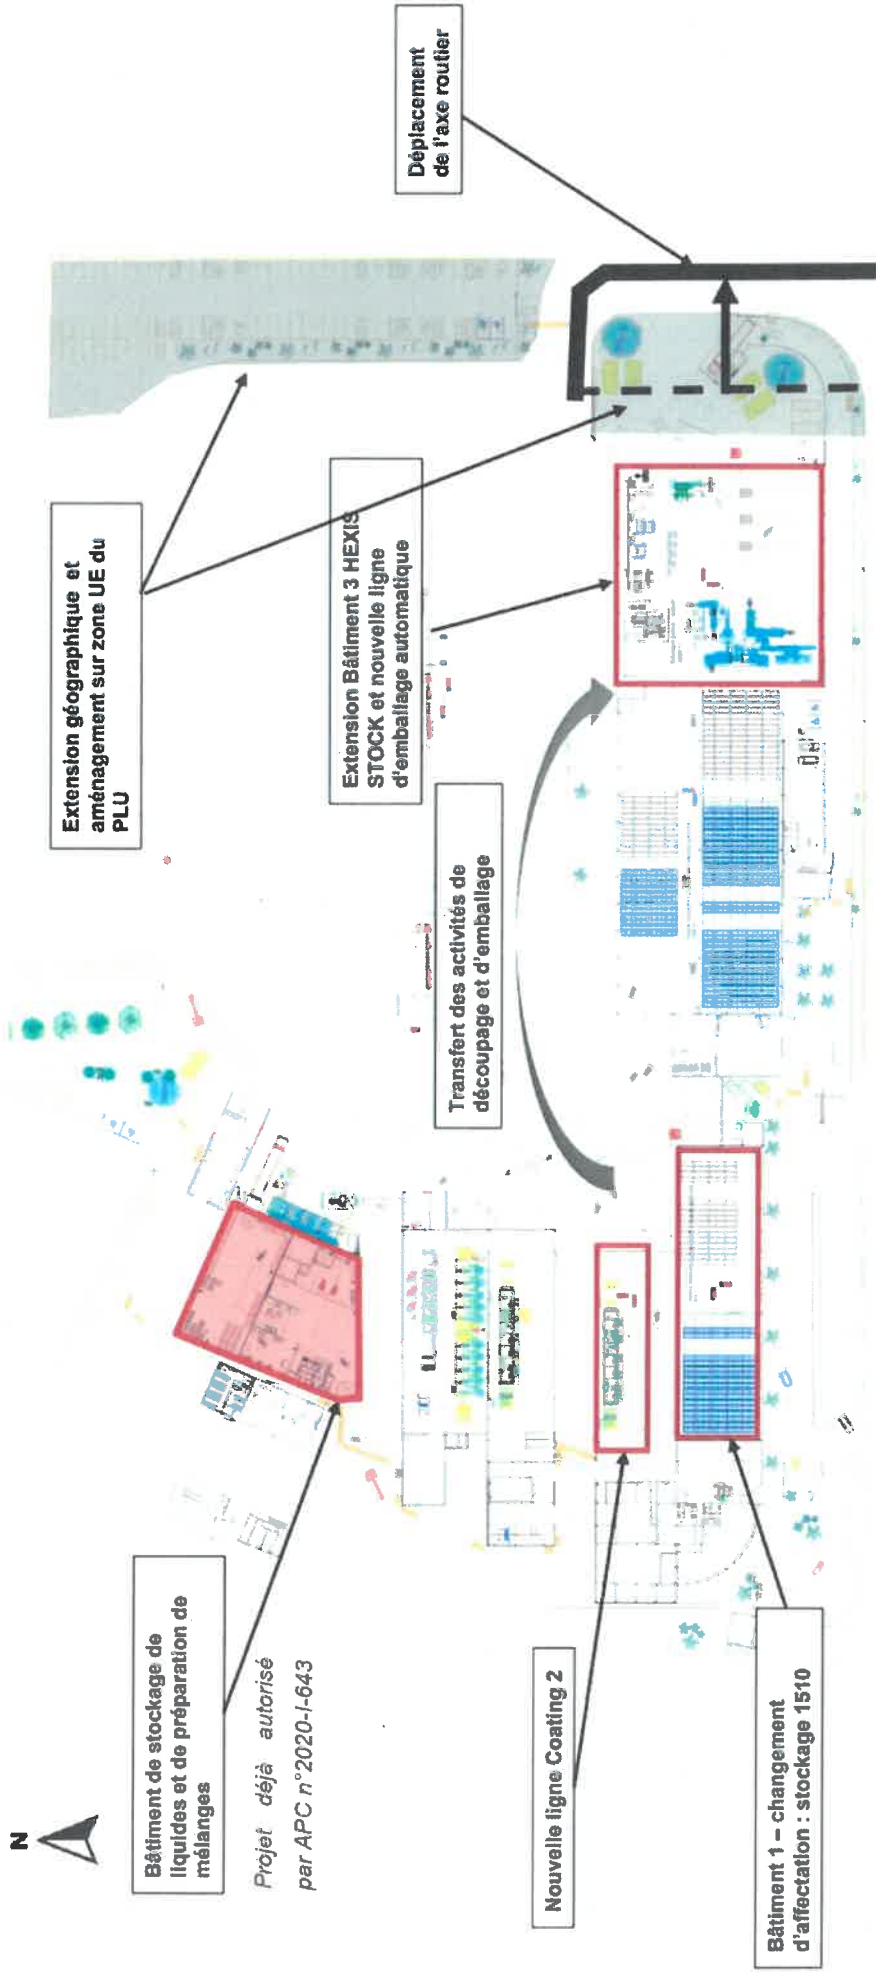 N
Bâtiment de stockage de
liquides et de préparation de
mélanges
Projet déjà autorisé
par APC n°2020-I-643
Nouvelle ligne Coating 2
Bâtiment 1 – changement
d'affectation : stockage 1510
Transfert des activités de
découpage et d'emballage
Extension géographique et
aménagement sur zone UE du
PLU
Extension Bâtiment 3 HEXIS
STOCK et nouvelle ligne
d'emballage automatique
Déplacement
de l'axe routier